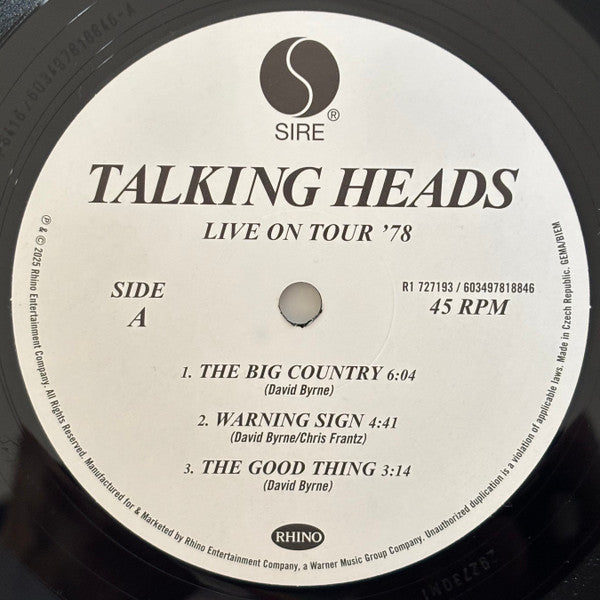 SIRE®
TALKING HEADS
LIVE ON TOUR ’78
SIDE
A
R1 727193 / 603497818846
45 RPM
1. THE BIG COUNTRY 6:04
(David Byrne)
2. WARNING SIGN 4:41
(David Byrne/Chris Frantz)
3. THE GOOD THING 3:14
(David Byrne)
RHINO
℗ & © 2025 Rhino Entertainment Company. All Rights Reserved. Manufactured for & Marketed by Rhino Entertainment Company, a Warner Music Group Company. Unauthorized duplication is a violation of applicable laws. Made in Czech Republic. GEMA/BIEM